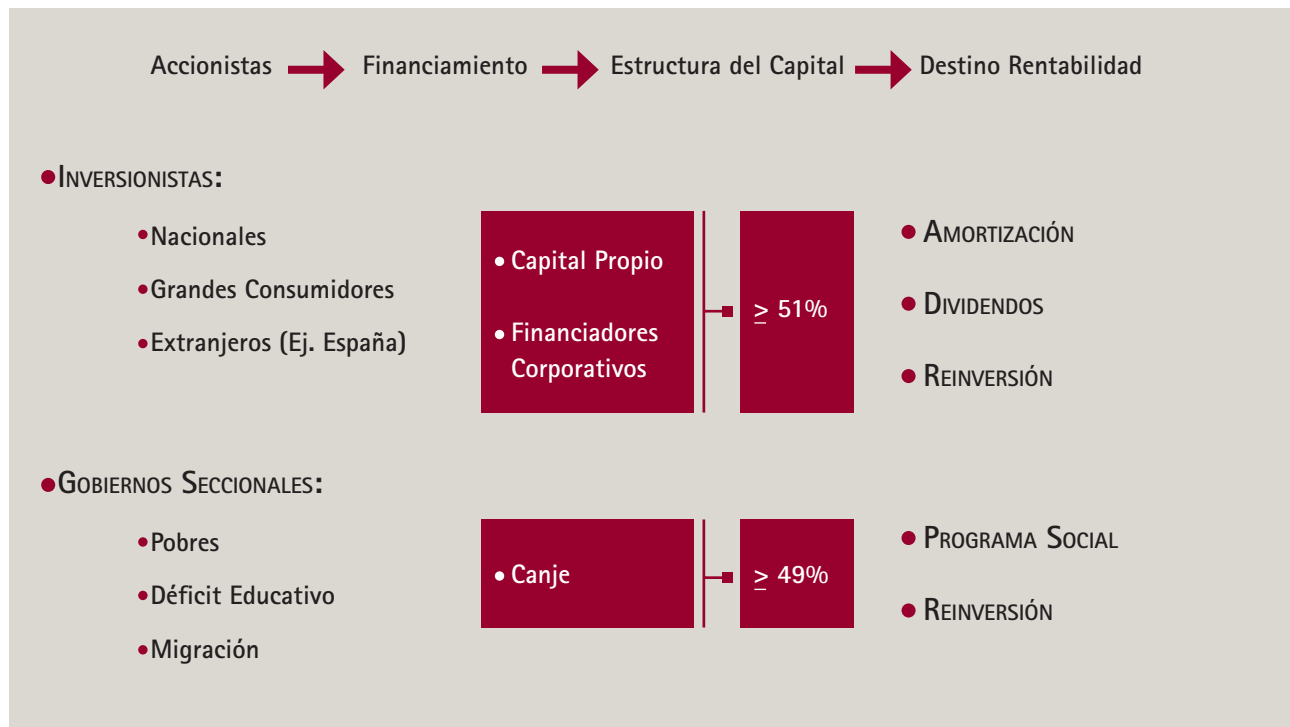 Accionistas Financiamiento Estructura del Capital Destino Rentabilidad
• INVERSIONISTAS:
• Nacionales
• Grandes Consumidores
• Extranjeros (Ej. España)
• Capital Propio
• Financiadores
Corporativos
≥ 51%
• AMORTIZACIÓN
• DIVIDENDOS
• REINVERSIÓN
• GOBIERNOS SECCIONALES:
• Pobres
• Déficit Educativo
• Migración
• Canje
≥ 49%
• PROGRAMA SOCIAL
• REINVERSIÓN